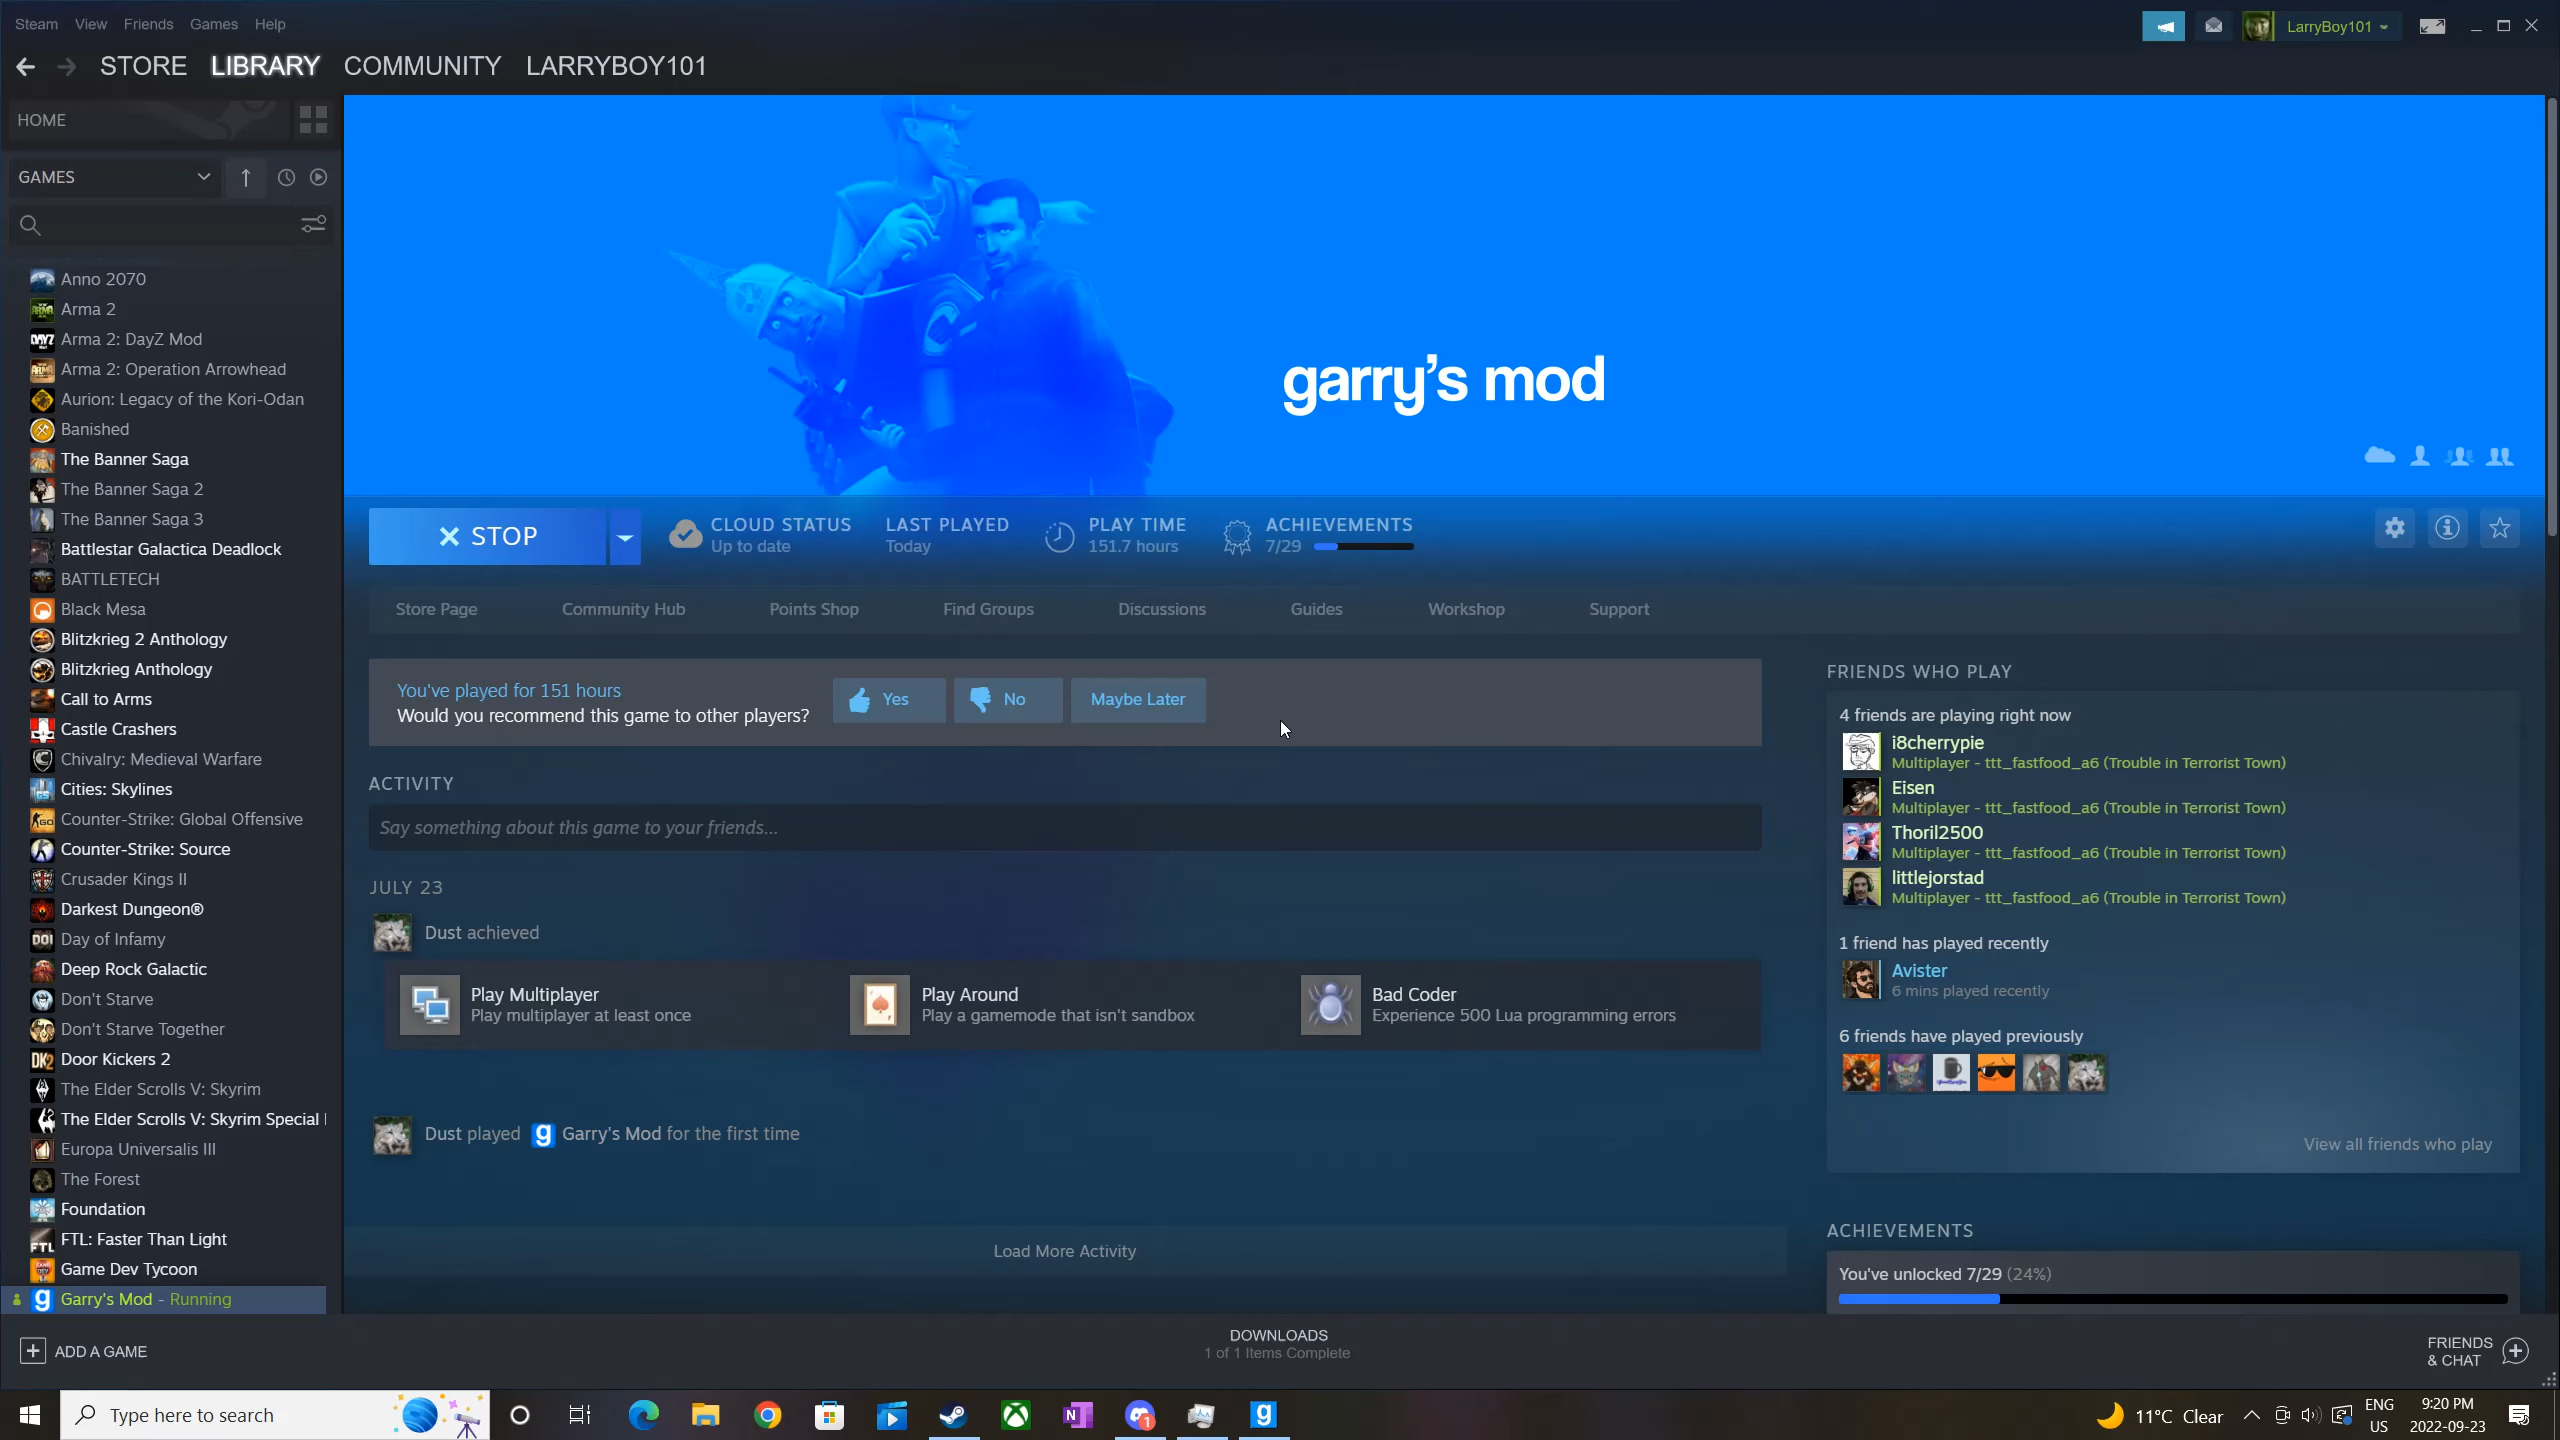 Steam View Friends Games Help
LarryBoy101
STORE LIBRARY COMMUNITY LARRYBOY101
HOME
GAMES
Anno 2070
Arma 2
Arma 2: DayZ Mod
Arma 2: Operation Arrowhead
Aurion: Legacy of the Kori-Odan
Banished
The Banner Saga
The Banner Saga 2
The Banner Saga 3
Battlestar Galactica Deadlock
BATTLETECH
Black Mesa
Blitzkrieg 2 Anthology
Blitzkrieg Anthology
Call to Arms
Castle Crashers
Chivalry: Medieval Warfare
Cities: Skylines
Counter-Strike: Global Offensive
Counter-Strike: Source
Crusader Kings II
Darkest Dungeon®
Day of Infamy
Deep Rock Galactic
Don't Starve
Don't Starve Together
Door Kickers 2
The Elder Scrolls V: Skyrim
The Elder Scrolls V: Skyrim Special
Europa Universalis III
The Forest
Foundation
FTL: Faster Than Light
Game Dev Tycoon
Garry's Mod - Running
garry's mod
STOP
CLOUD STATUS
Up to date
LAST PLAYED
Today
PLAY TIME
151.7 hours
ACHIEVEMENTS
7/29
Store Page Community Hub Points Shop Find Groups Discussions Guides Workshop Support
You've played for 151 hours
Would you recommend this game to other players?
Yes No Maybe Later
ACTIVITY
Say something about this game to your friends...
JULY 23
Dust achieved
Play Multiplayer
Play multiplayer at least once
Play Around
Play a gamemode that isn't sandbox
Bad Coder
Experience 500 Lua programming errors
Dust played g Garry's Mod for the first time
Load More Activity
FRIENDS WHO PLAY
4 friends are playing right now
i8cherrypie
Multiplayer - ttt_fastfood_a6 (Trouble in Terrorist Town)
Eisen
Multiplayer - ttt_fastfood_a6 (Trouble in Terrorist Town)
Thoril2500
Multiplayer - ttt_fastfood_a6 (Trouble in Terrorist Town)
littlejorstad
Multiplayer - ttt_fastfood_a6 (Trouble in Terrorist Town)
1 friend has played recently
Avister
6 mins played recently
6 friends have played previously
View all friends who play
ACHIEVEMENTS
You've unlocked 7/29 (24%)
ADD A GAME
DOWNLOADS
1 of 1 Items Complete
FRIENDS
& CHAT
Type here to search
11°C Clear
ENG
US
9:20 PM
2022-09-23